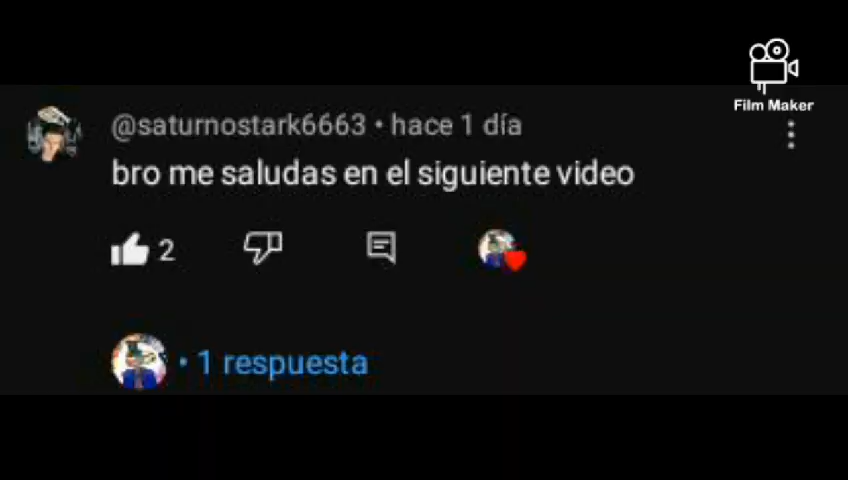 Film Maker
@saturnostark6663 • hace 1 día
bro me saludas en el siguiente video
2
• 1 respuesta